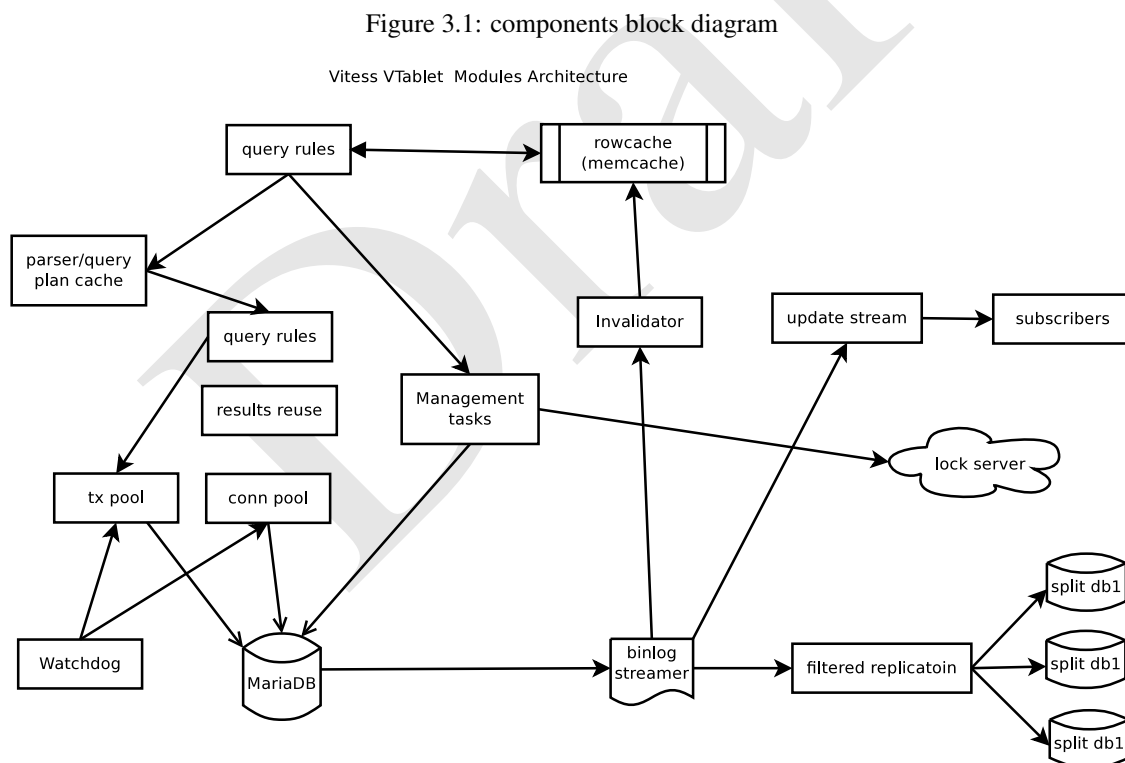 Figure 3.1: components block diagram
Vitess VTablet Modules Architecture
query rules
rowcache
(memcache)
parser/query
plan cache
query rules
Invalidator
update stream
subscribers
results reuse
Management
tasks
lock server
tx pool
conn pool
split db1
Watchdog
MariaDB
binlog
streamer
filtered replicatoin
split db1
split db1